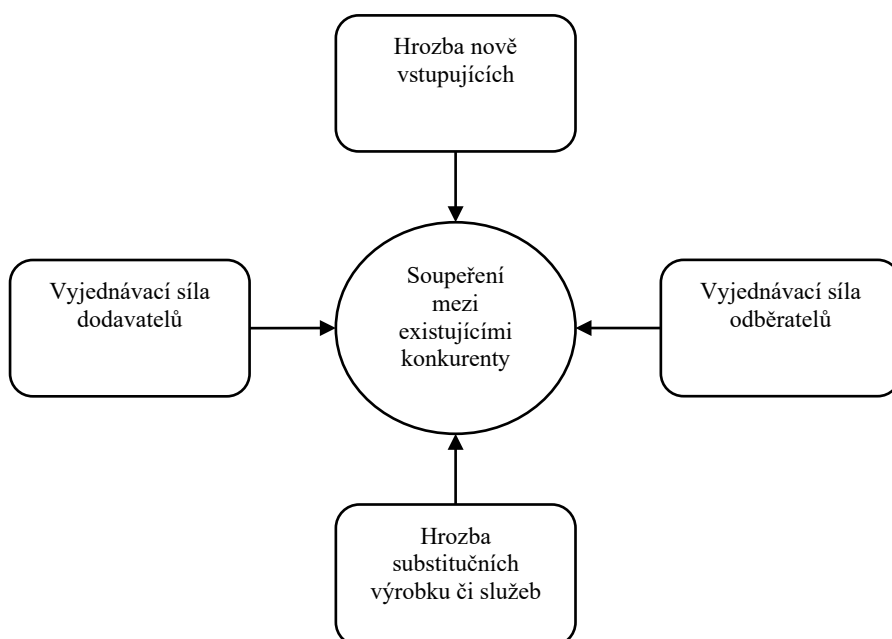 Hrozba nově
vstupujících
Vyjednávací síla
dodavatelů
Soupeření
mezi
existujícími
konkurenty
Vyjednávací síla
odběratelů
Hrozba
substitučních
výrobku či služeb